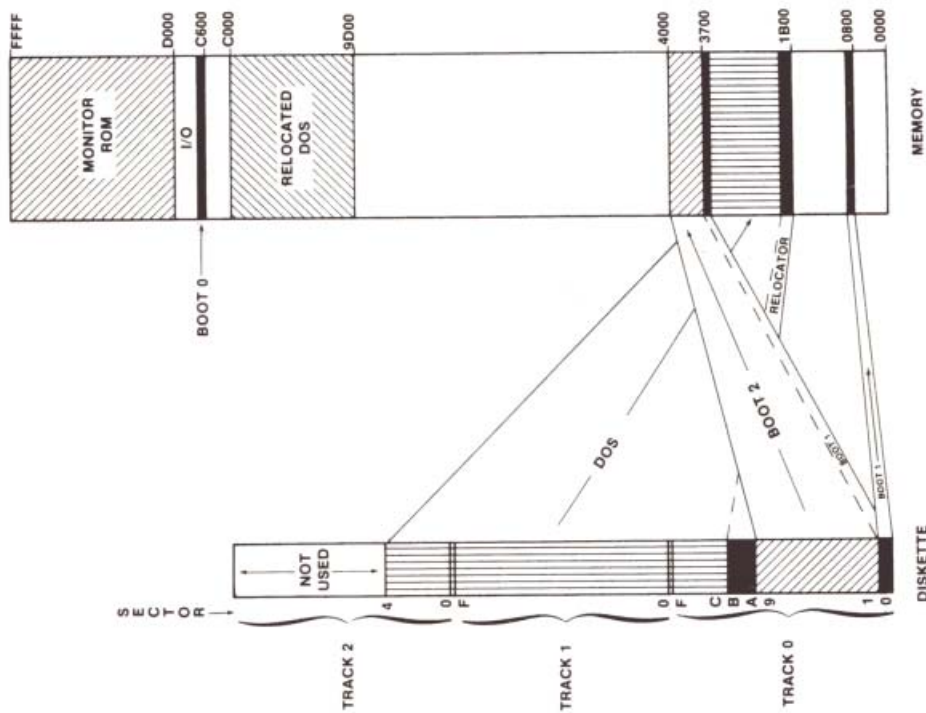 FFFF
D000
C600
C000
9D00
4000
3700
1B00
0800
0000
MONITOR
ROM
I/O
RELOCATED
DOS
MEMORY
BOOT 0
RELOCATOR
DOS
BOOT 2
BOOT 1
BOOT 1
NOT
USED
SECTOR
4
0
F
0
F
C
B
A
9
1
0
DISKETTE
TRACK 2
TRACK 1
TRACK 0